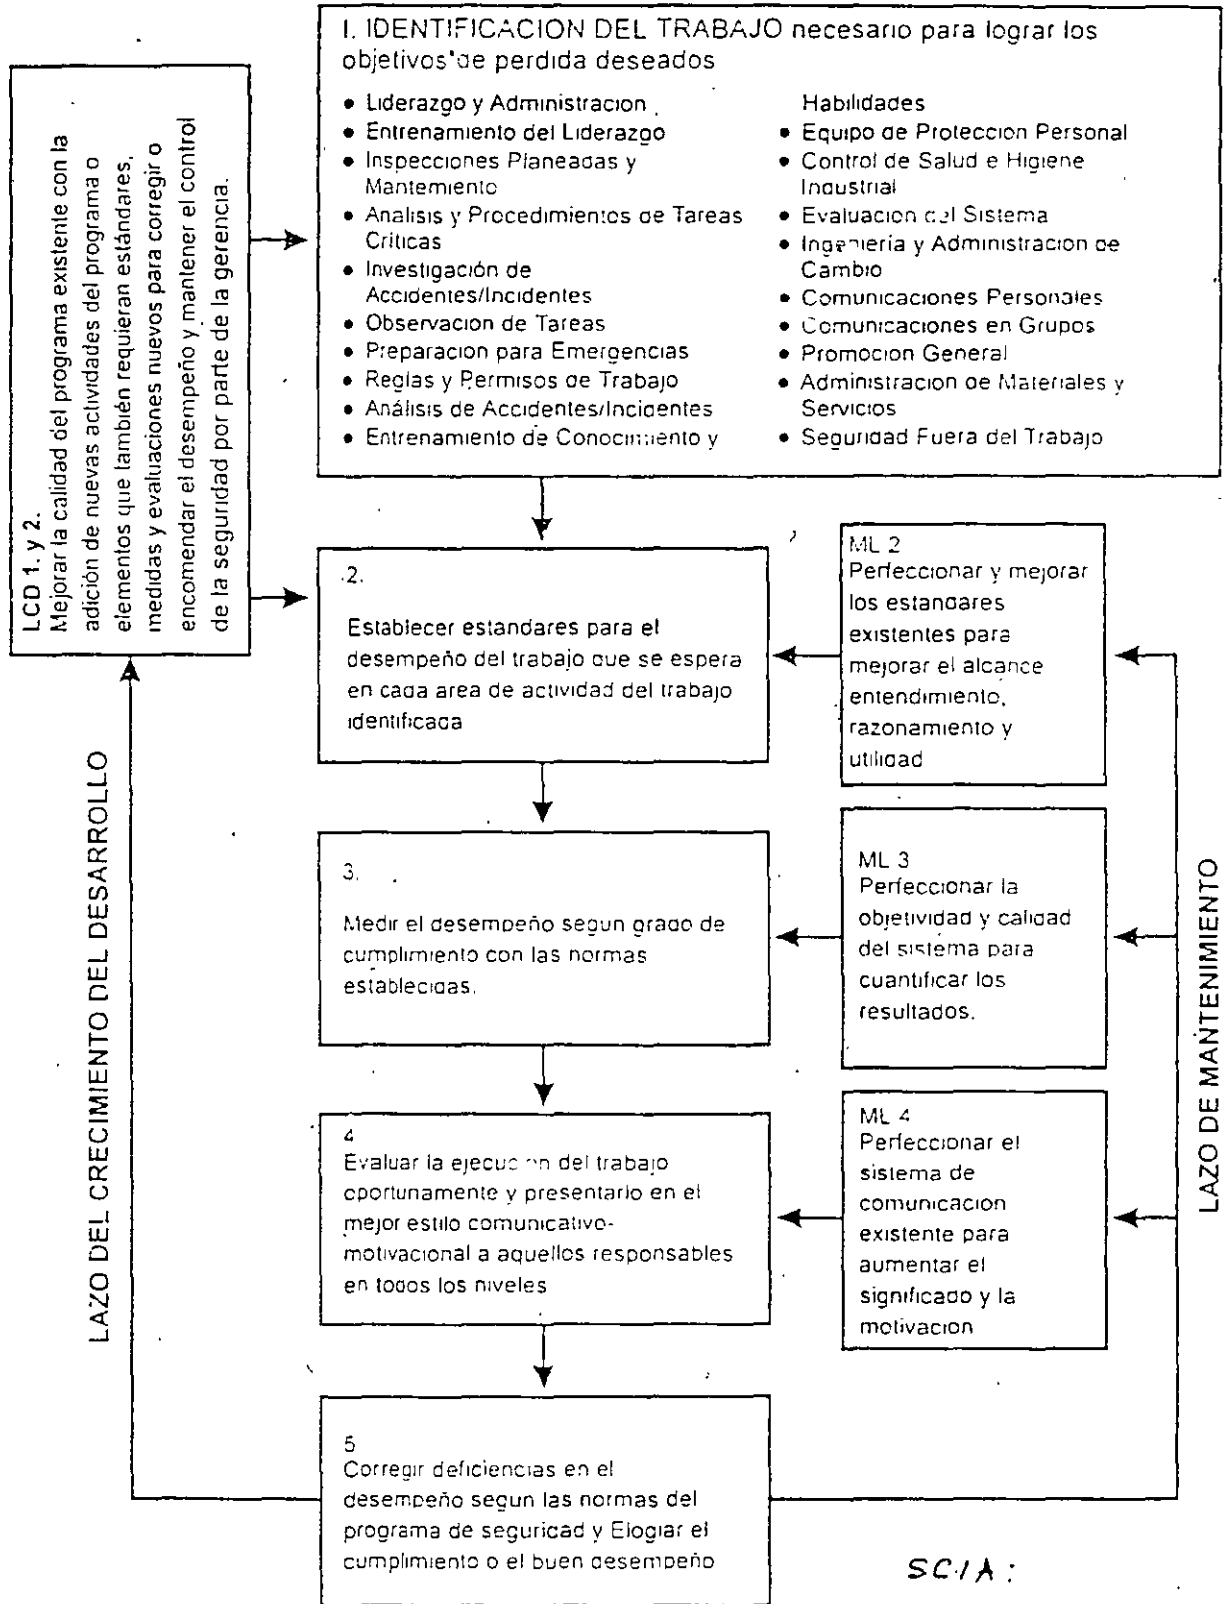 I. IDENTIFICACION DEL TRABAJO necesario para lograr los
objetivos de perdida deseados
• Liderazgo y Administracion
• Entrenamiento del Liderazgo
• Inspecciones Planeadas y
Mantemiento
• Analisis y Procedimientos de Tareas
Criticas
• Investigación de
Accidentes/Incidentes
• Observacion de Tareas
• Preparacion para Emergencias
• Reglas y Permisos de Trabajo
• Análisis de Accidentes/Incidentes
• Entrenamiento de Conocimiento y
Habilidades
• Equipo de Proteccion Personal
• Control de Salud e Higiene
Industrial
• Evaluacion del Sistema
• Ingeniería y Administracion de
Cambio
• Comunicaciones Personales
• Comunicaciones en Grupos
• Promocion General
• Administracion de Materiales y
Servicios
• Seguridad Fuera del Trabajo
LCD 1. y 2.
Mejorar la calidad del programa existente con la
adición de nuevas actividades del programa o
elementos que también requieran estándares,
medidas y evaluaciones nuevos para corregir o
encomendar el desempeño y mantener el control
de la seguridad por parte de la gerencia.
2.
Establecer estandares para el
desempeño del trabajo que se espera
en cada area de actividad del trabajo
identificada
ML 2
Perfeccionar y mejorar
los estandares
existentes para
mejorar el alcance
entendimiento,
razonamiento y
utilidad
3.
Medir el desempeño segun grado de
cumplimiento con las normas
establecidas.
ML 3
Perfeccionar la
objetividad y calidad
del sistema para
cuantificar los
resultados.
4
Evaluar la ejecucion del trabajo
oportunamente y presentarlo en el
mejor estilo comunicativo-
motivacional a aquellos responsables
en todos los niveles
ML 4
Perfeccionar el
sistema de
comunicacion
existente para
aumentar el
significado y la
motivacion
5
Corregir deficiencias en el
desempeño segun las normas del
programa de seguridad y Elogiar el
cumplimiento o el buen desempeño
LAZO DEL CRECIMIENTO DEL DESARROLLO
LAZO DE MANTENIMIENTO
SCIA: